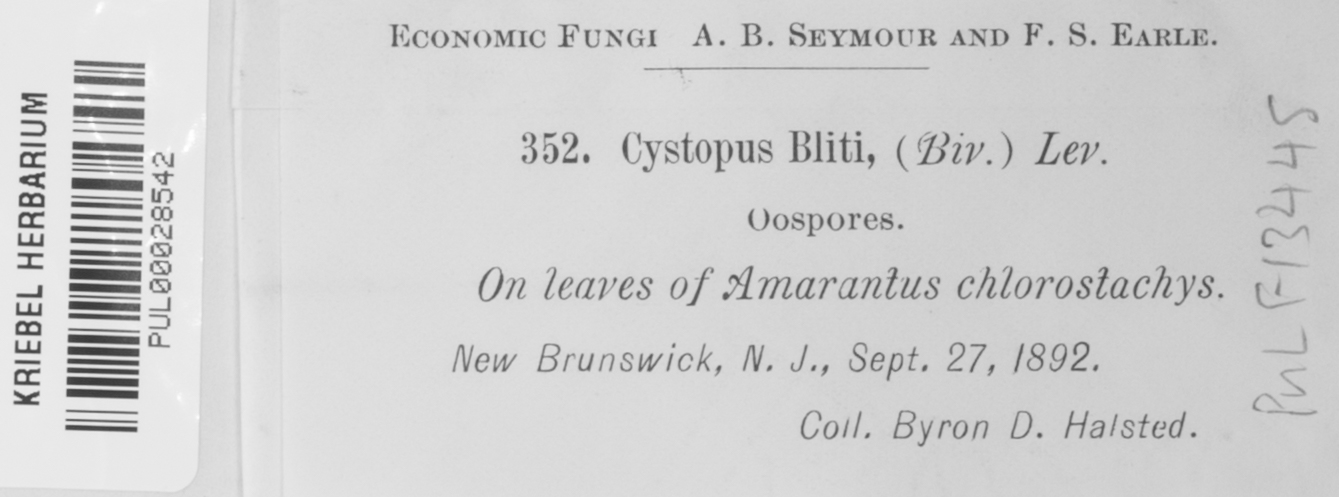 KRIEBEL HERBARIUM
PUL00028542
ECONOMIC FUNGI A. B. SEYMOUR AND F. S. EARLE.
352. Cystopus Bliti, (Biv.) Lev.
Oospores.
On leaves of Amarantus chlorostachys.
New Brunswick, N. J., Sept. 27, 1892.
Coll. Byron D. Halsted.
PUL F13445